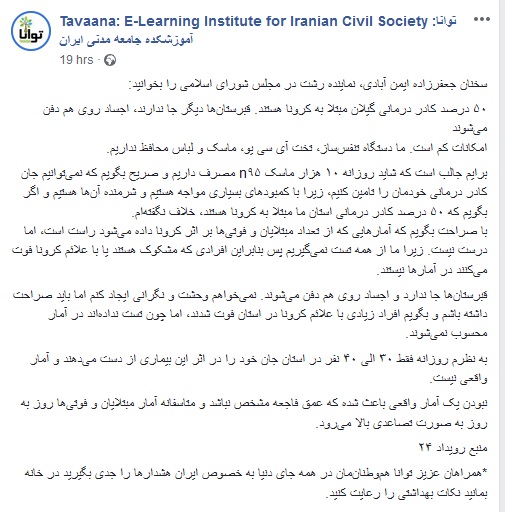 توانا
Tavaana: E-Learning Institute for Iranian Civil Society توانا:
آموزشکده جامعه مدنی ایران
19 hrs ·
سخنان جعفرزاده ایمن آبادی، نماینده رشت در مجلس شورای اسلامی را بخوانید:
۵۰ درصد کادر درمانی گیلان مبتلا به کرونا هستند. قبرستان‌ها دیگر جا ندارند، اجساد روی هم دفن
می‌شوند
امکانات کم است. ما دستگاه تنفس‌ساز، تخت آی سی یو، ماسک و لباس محافظ نداریم.
برایم جالب است که شاید روزانه ۱۰ هزار ماسک n۹۵ مصرف داریم و صریح بگویم که نمی‌توانیم جان
کادر درمانی خودمان را تامین کنیم، زیرا با کمبودهای بسیاری مواجه هستیم و شرمنده آن‌ها هستیم و اگر
بگویم که ۵۰ درصد کادر درمانی استان ما مبتلا به کرونا هستند، خلاف نگفته‌ام.
با صراحت بگویم که آمارهایی که از تعداد مبتلایان و فوتی‌ها بر اثر کرونا داده می‌شود راست است، اما
درست نیست. زیرا ما از همه تست نمی‌گیریم پس بنابراین افرادی که مشکوک هستند یا با علائم کرونا فوت
می‌کنند در آمارها نیستند.
قبرستان‌ها جا ندارد و اجساد روی هم دفن می‌شوند. نمی‌خواهم وحشت و نگرانی ایجاد کنم اما باید صراحت
داشته باشم و بگویم افراد زیادی با علائم کرونا در استان فوت شدند، اما چون تست نداده‌اند در آمار
محسوب نمی‌شوند.
به نظرم روزانه فقط ۳۰ الی ۴۰ نفر در استان جان خود را در اثر این بیماری از دست می‌دهند و آمار
واقعی نیست.
نبودن یک آمار واقعی باعث شده که عمق فاجعه مشخص نباشد و متاسفانه آمار مبتلایان و فوتی‌ها روز به
روز به صورت تصاعدی بالا می‌رود.
منبع رویداد ۲۴
*همراهان عزیز توانا هم‌وطنان‌مان در همه جای دنیا به خصوص ایران هشدارها را جدی بگیرید در خانه
بمانید نکات بهداشتی را رعایت کنید.